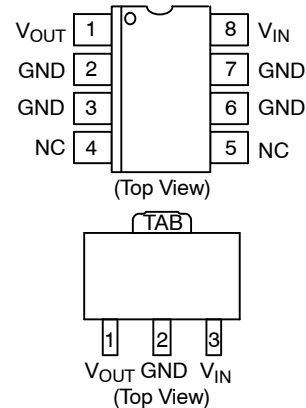 VOUT 1 8 VIN
GND 2 7 GND
GND 3 6 GND
NC 4 5 NC
(Top View)
TAB
1 2 3
VOUT GND VIN
(Top View)